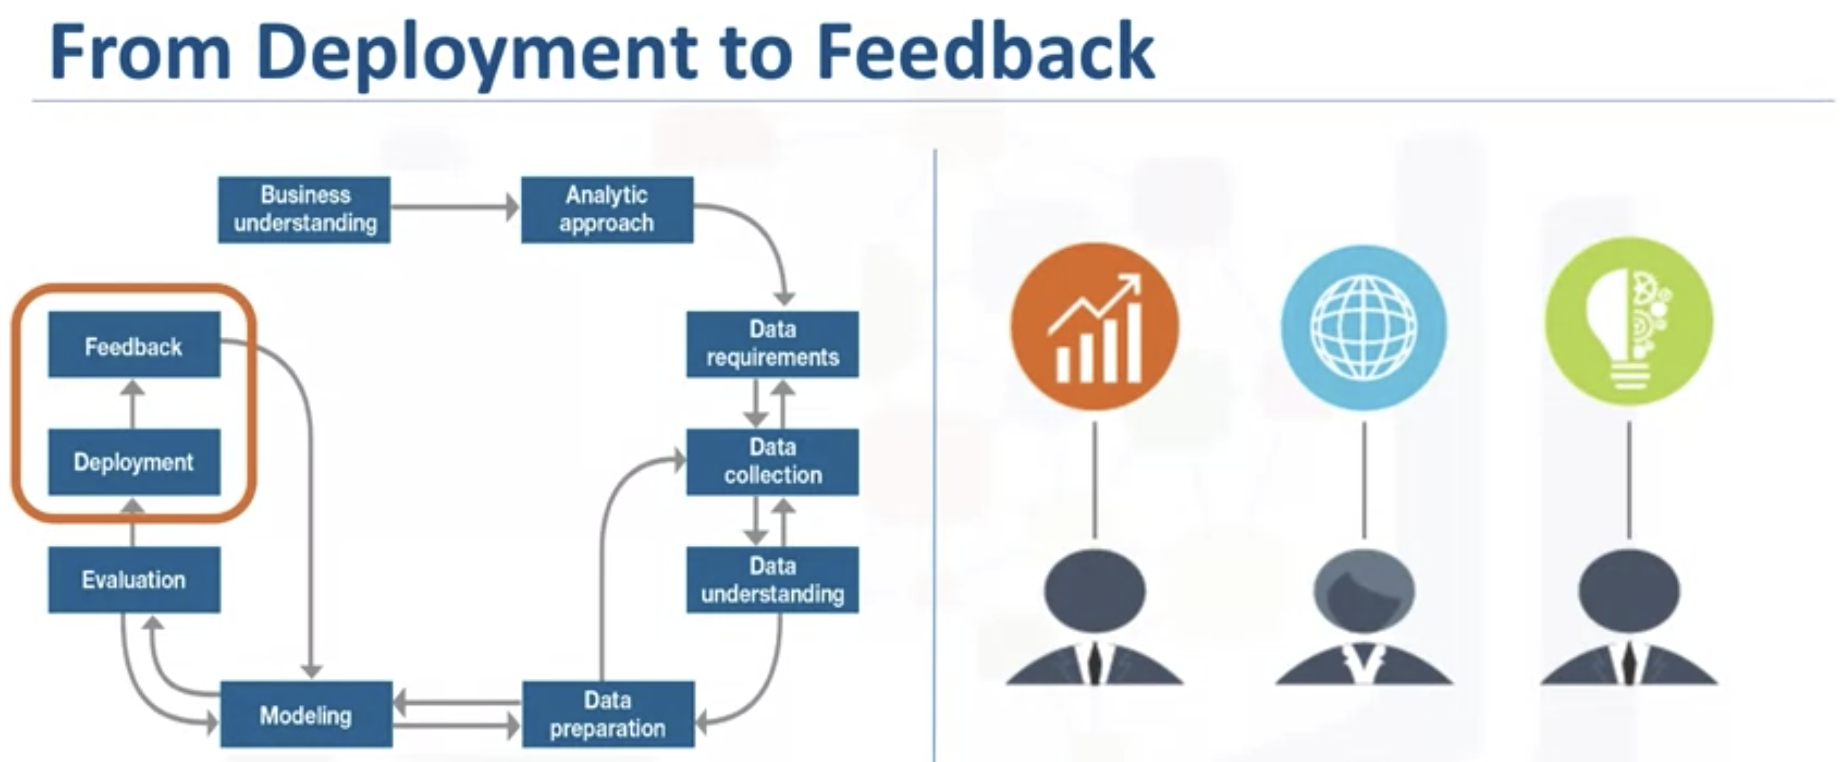 From Deployment to Feedback
Business
understanding
Analytic
approach
Feedback
Data
requirements
Deployment
Data
collection
Evaluation
Data
understanding
Modeling
Data
preparation